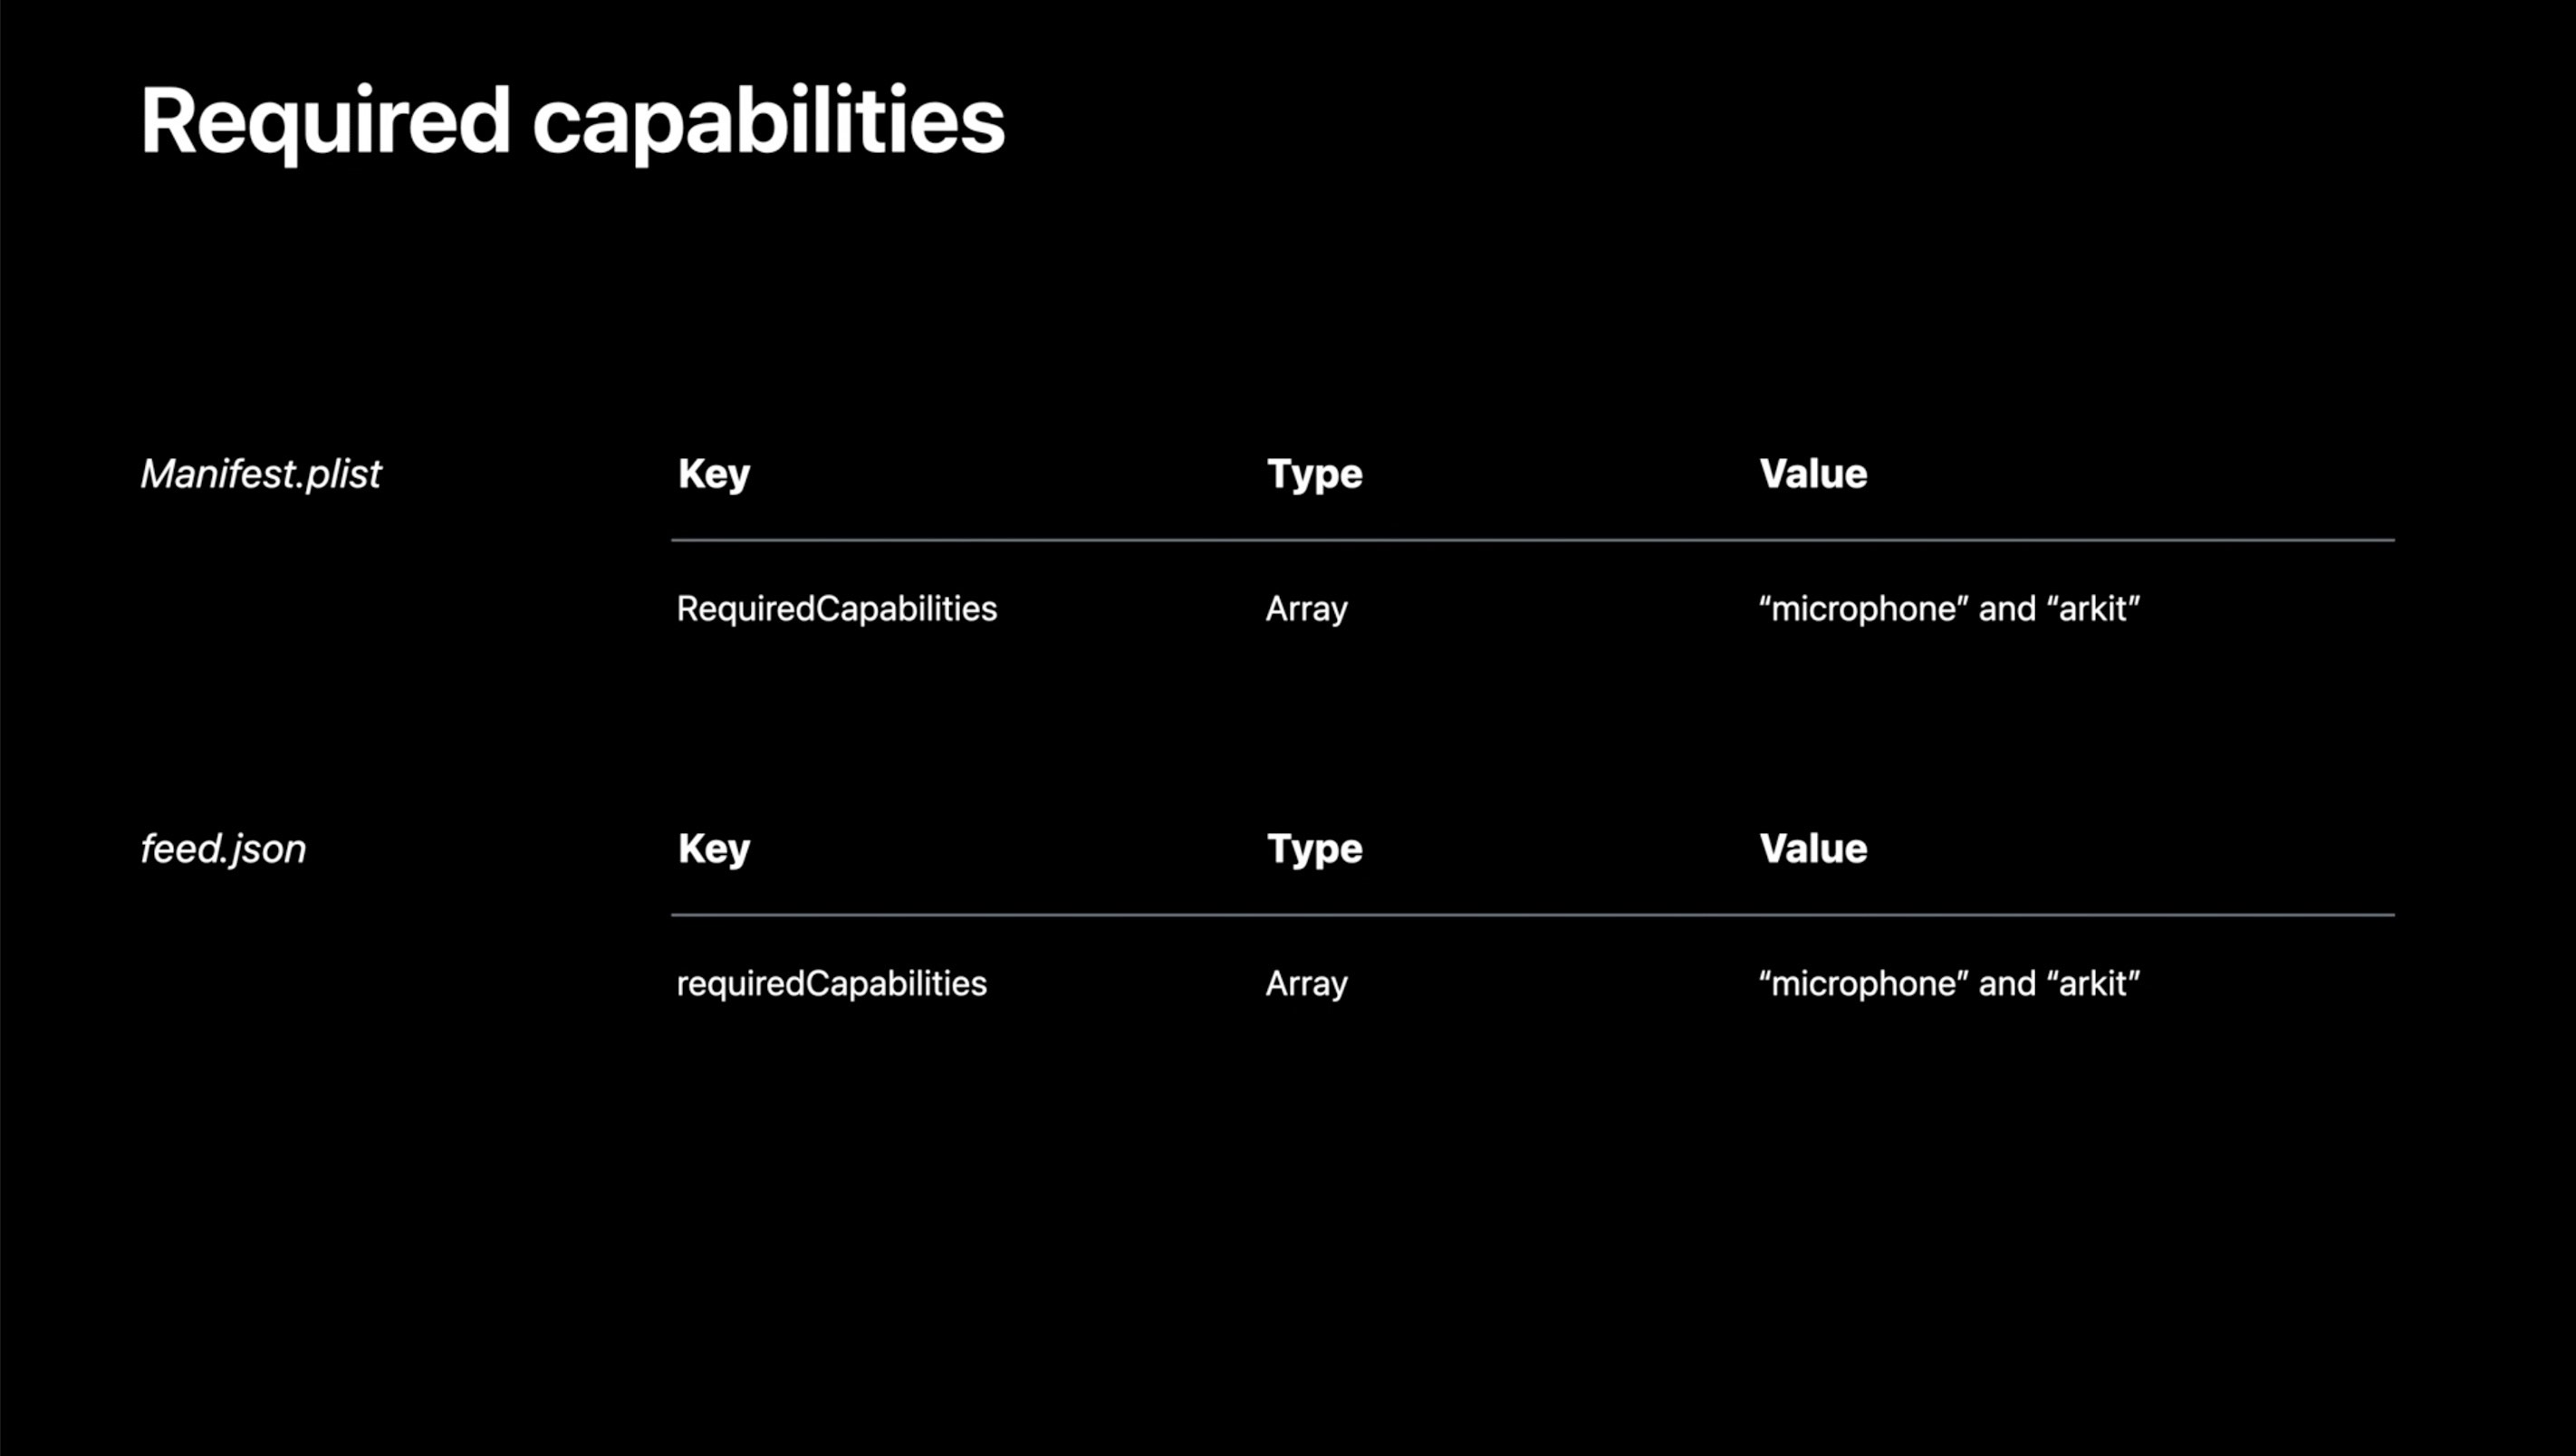 Required capabilities
Manifest.plist Key Type Value
RequiredCapabilities Array “microphone” and “arkit”
feed.json Key Type Value
requiredCapabilities Array “microphone” and “arkit”